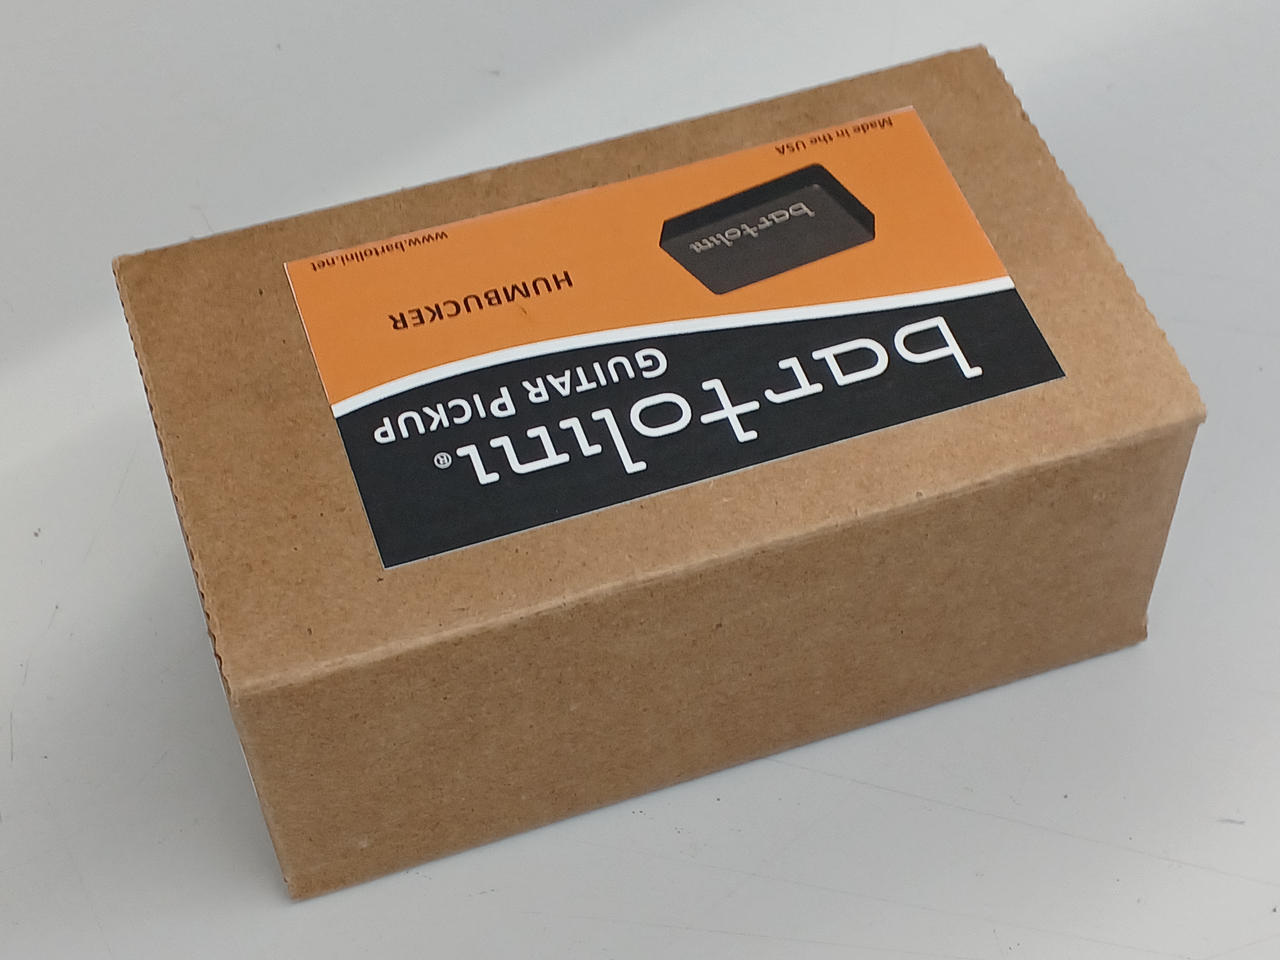 bartolini®
GUITAR PICKUP
HUMBUCKER
bartolini
www.bartolini.net
Made in the USA